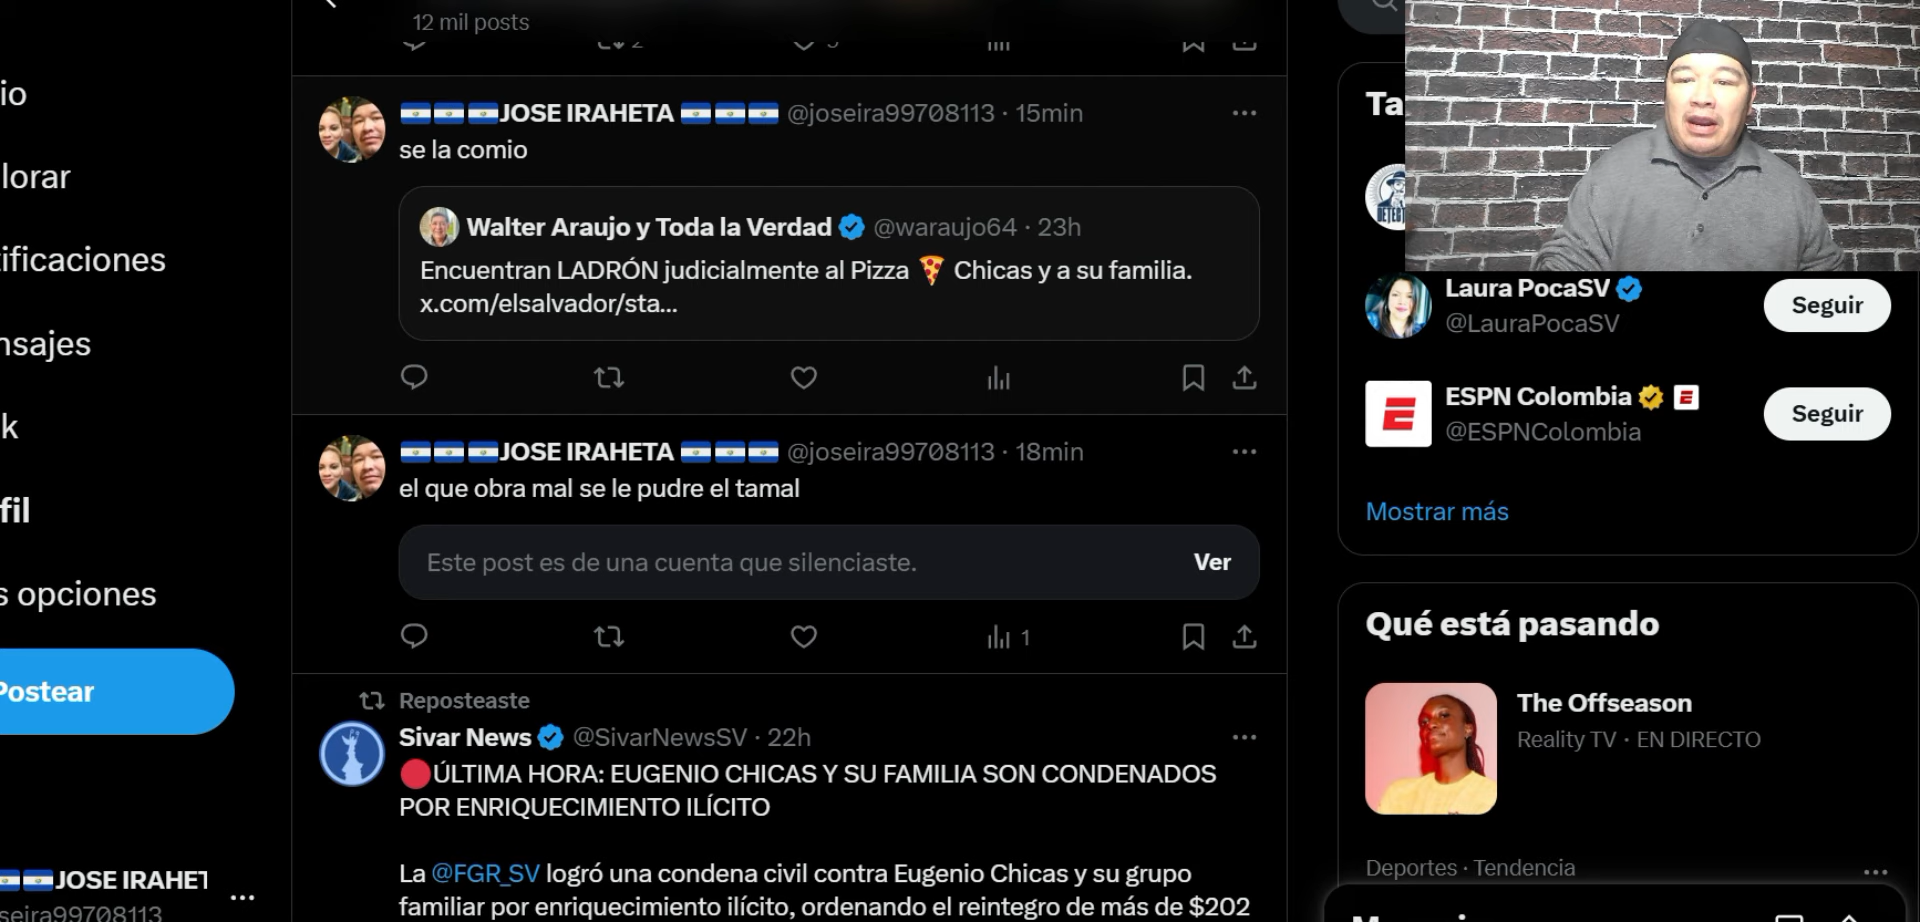 12 mil posts
2
JOSE IRAHETA @joseira99708113 · 15min
se la comio
Walter Araujo y Toda la Verdad @waraujo64 · 23h
Encuentran LADRÓN judicialmente al Pizza 🍕 Chicas y a su familia.
x.com/elsalvador/sta...
JOSE IRAHETA @joseira99708113 · 18min
el que obra mal se le pudre el tamal
Este post es de una cuenta que silenciaste.
Ver
1
Reposteaste
Sivar News @SivarNewsSV · 22h
🔴ÚLTIMA HORA: EUGENIO CHICAS Y SU FAMILIA SON CONDENADOS
POR ENRIQUECIMIENTO ILÍCITO
La @FGR_SV logró una condena civil contra Eugenio Chicas y su grupo
familiar por enriquecimiento ilícito, ordenando el reintegro de más de $202
io
lorar
ificaciones
nsajes
k
fil
s opciones
Postear
JOSE IRAHET
seira99708113
Ta
Laura PocaSV
@LauraPocaSV
Seguir
ESPN Colombia
@ESPNColombia
Seguir
Mostrar más
Qué está pasando
The Offseason
Reality TV · EN DIRECTO
Deportes · Tendencia